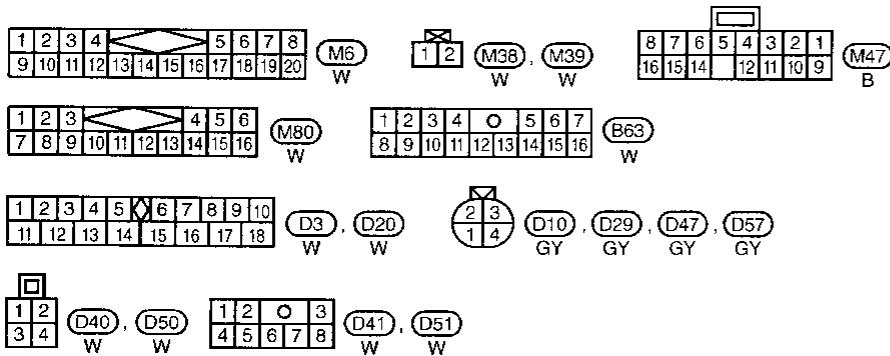 1 2 3 4 5 6 7 8
9 10 11 12 13 14 15 16 17 18 19 20
M6
W
1 2
M38 , M39
W W
8 7 6 5 4 3 2 1
16 15 14 12 11 10 9
M47
B
1 2 3 4 5 6
7 8 9 10 11 12 13 14 15 16
M80
W
1 2 3 4 5 6 7
8 9 10 11 12 13 14 15 16
B63
W
1 2 3 4 5 6 7 8 9 10
11 12 13 14 15 16 17 18
D3 , D20
W W
2 3
1 4
D10 , D29 , D47 , D57
GY GY GY GY
1 2
3 4
D40 , D50
W W
1 2 3
4 5 6 7 8
D41 , D51
W W